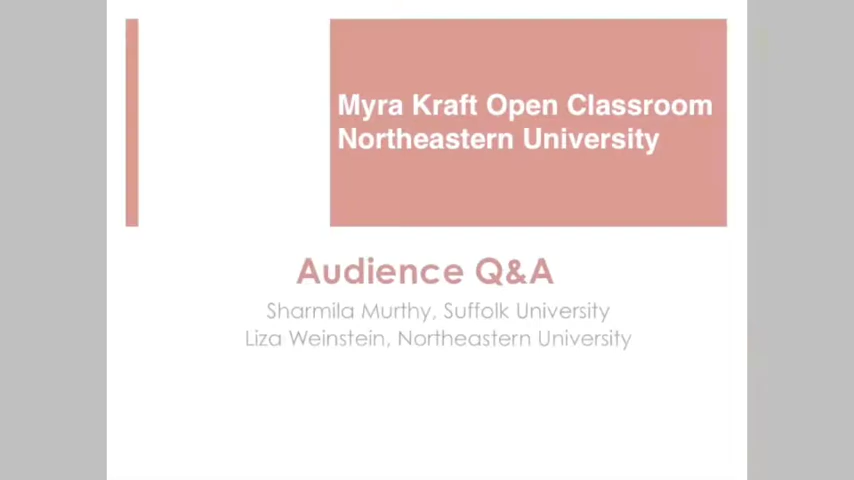 Myra Kraft Open Classroom
Northeastern University
Audience Q&A
Sharmila Murthy, Suffolk University
Liza Weinstein, Northeastern University